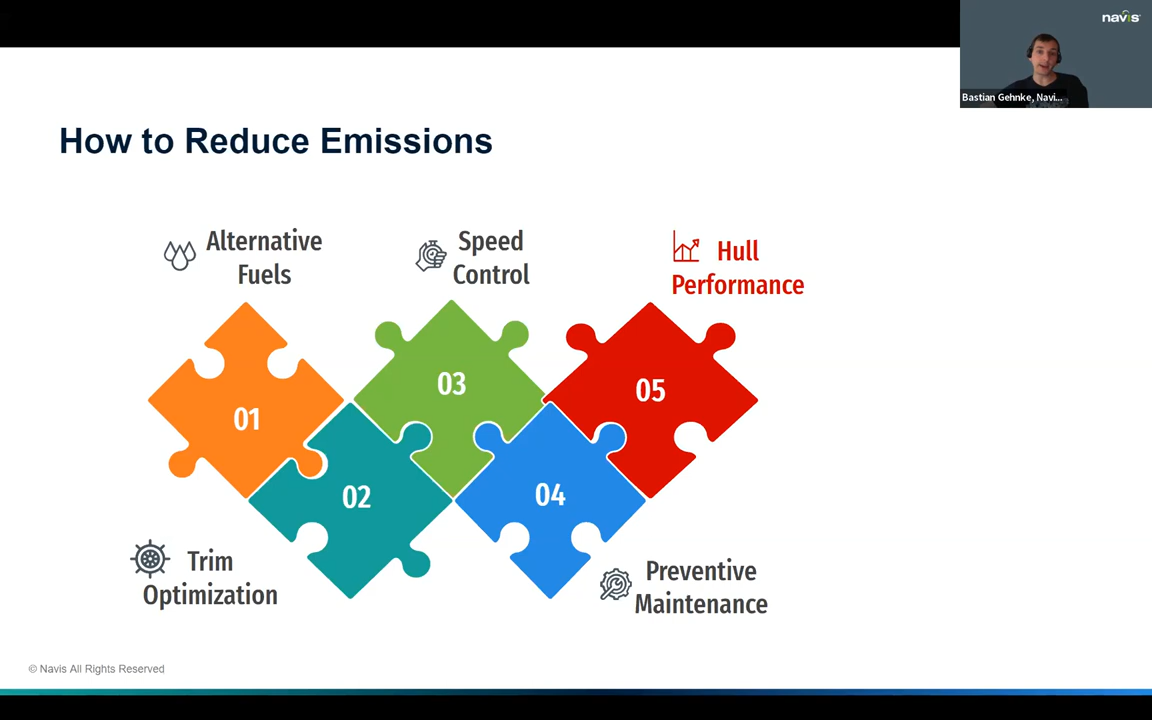 navis
Bastian Gehnke, Navi...
How to Reduce Emissions
Alternative
Fuels
Speed
Control
Hull
Performance
01
02
03
04
05
Trim
Optimization
Preventive
Maintenance
© Navis All Rights Reserved